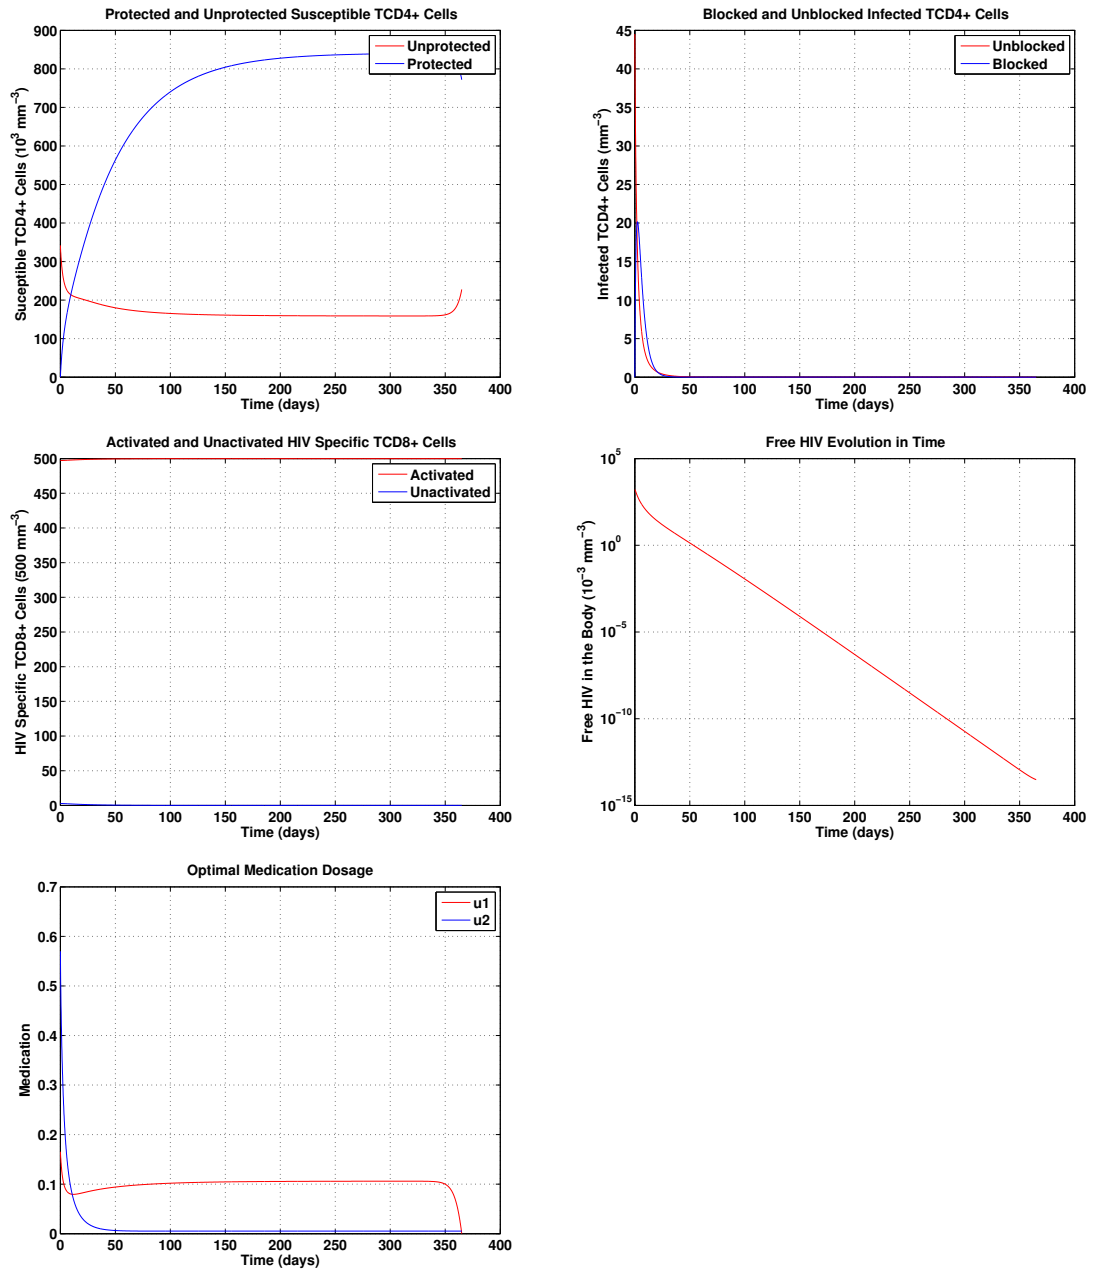 Protected and Unprotected Susceptible TCD4+ Cells
900
800
700
600
500
400
300
200
100
0
Suceptible TCD4+ Cells (10³ mm⁻³)
Unprotected
Protected
0 50 100 150 200 250 300 350 400
Time (days)
Blocked and Unblocked Infected TCD4+ Cells
45
40
35
30
25
20
15
10
5
0
Infected TCD4+ Cells (mm⁻³)
Unblocked
Blocked
0 50 100 150 200 250 300 350 400
Time (days)
Activated and Unactivated HIV Specific TCD8+ Cells
500
450
400
350
300
250
200
150
100
50
0
HIV Specific TCD8+ Cells (500 mm⁻³)
Activated
Unactivated
0 50 100 150 200 250 300 350 400
Time (days)
Free HIV Evolution in Time
10⁵
10⁰
10⁻⁵
10⁻¹⁰
10⁻¹⁵
Free HIV in the Body (10⁻³ mm⁻³)
0 50 100 150 200 250 300 350 400
Time (days)
Optimal Medication Dosage
0.7
0.6
0.5
0.4
0.3
0.2
0.1
0
Medication
u1
u2
0 50 100 150 200 250 300 350 400
Time (days)